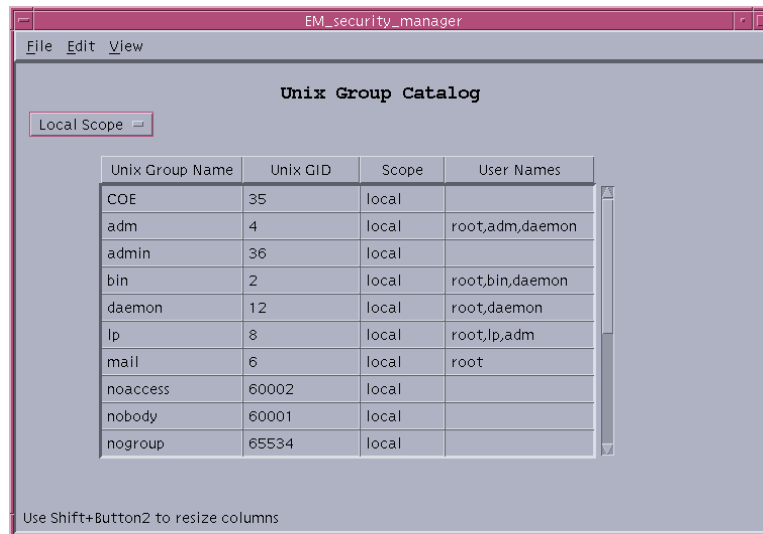 EM_security_manager
File Edit View
Unix Group Catalog
Local Scope
Unix Group Name Unix GID Scope User Names
COE 35 local
adm 4 local root,adm,daemon
admin 36 local
bin 2 local root,bin,daemon
daemon 12 local root,daemon
lp 8 local root,lp,adm
mail 6 local root
noaccess 60002 local
nobody 60001 local
nogroup 65534 local
Use Shift+Button2 to resize columns